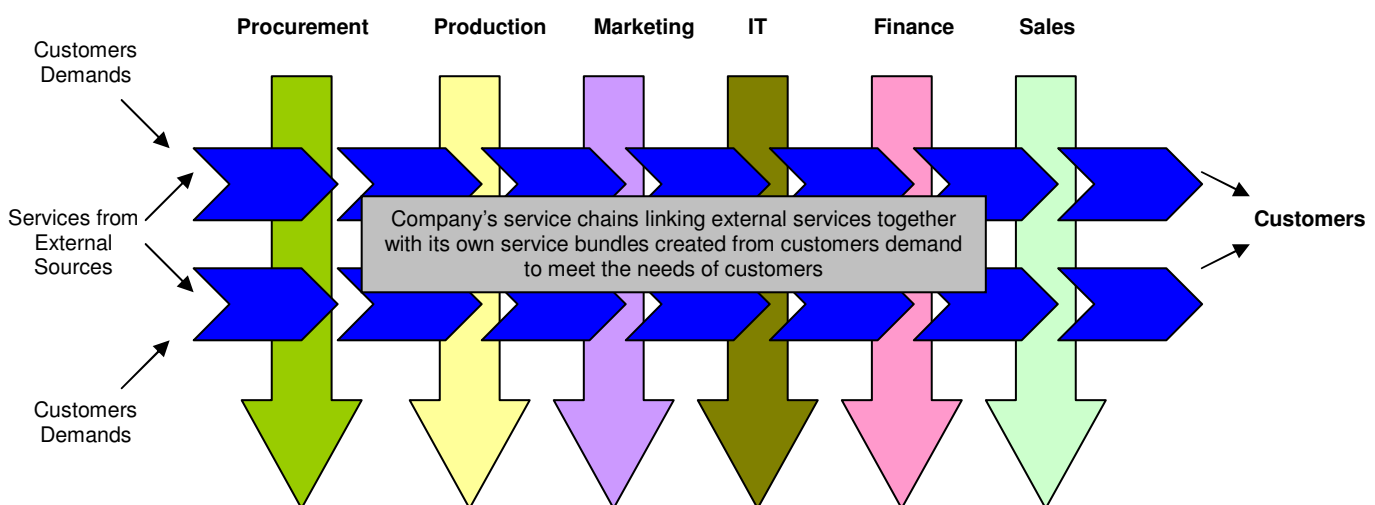 Procurement
Production
Marketing
IT
Finance
Sales
Customers
Demands
Services from
External
Sources
Company's service chains linking external services together
with its own service bundles created from customers demand
to meet the needs of customers
Customers
Customers
Demands